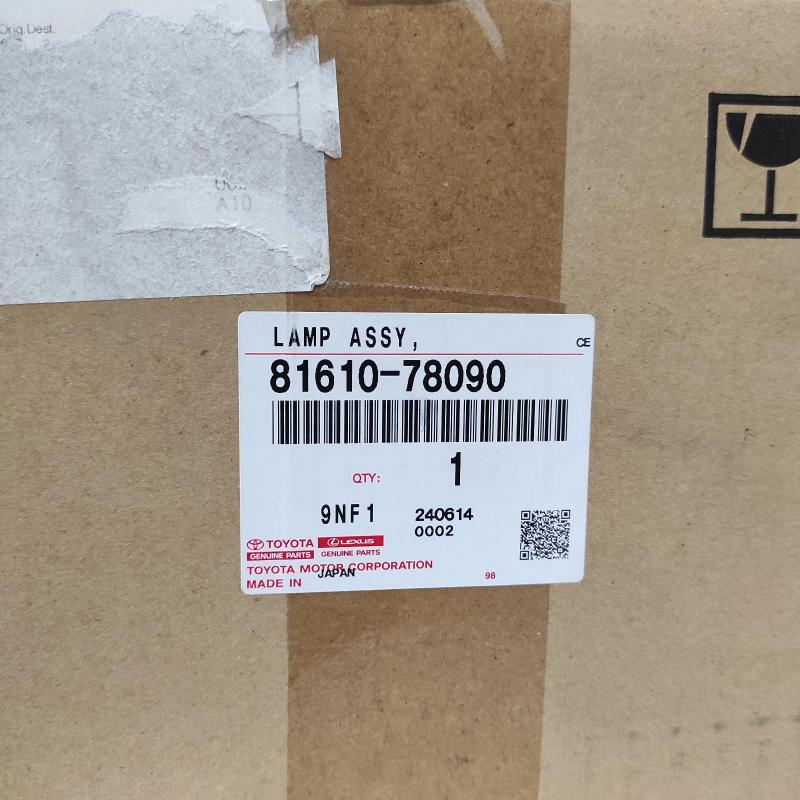 Orig.Dest.
A10
LAMP ASSY,
CE
81610-78090
QTY: 1
9NF1 240614
0002
TOYOTA LEXUS
GENUINE PARTS GENUINE PARTS
TOYOTA MOTOR CORPORATION
MADE IN JAPAN 98